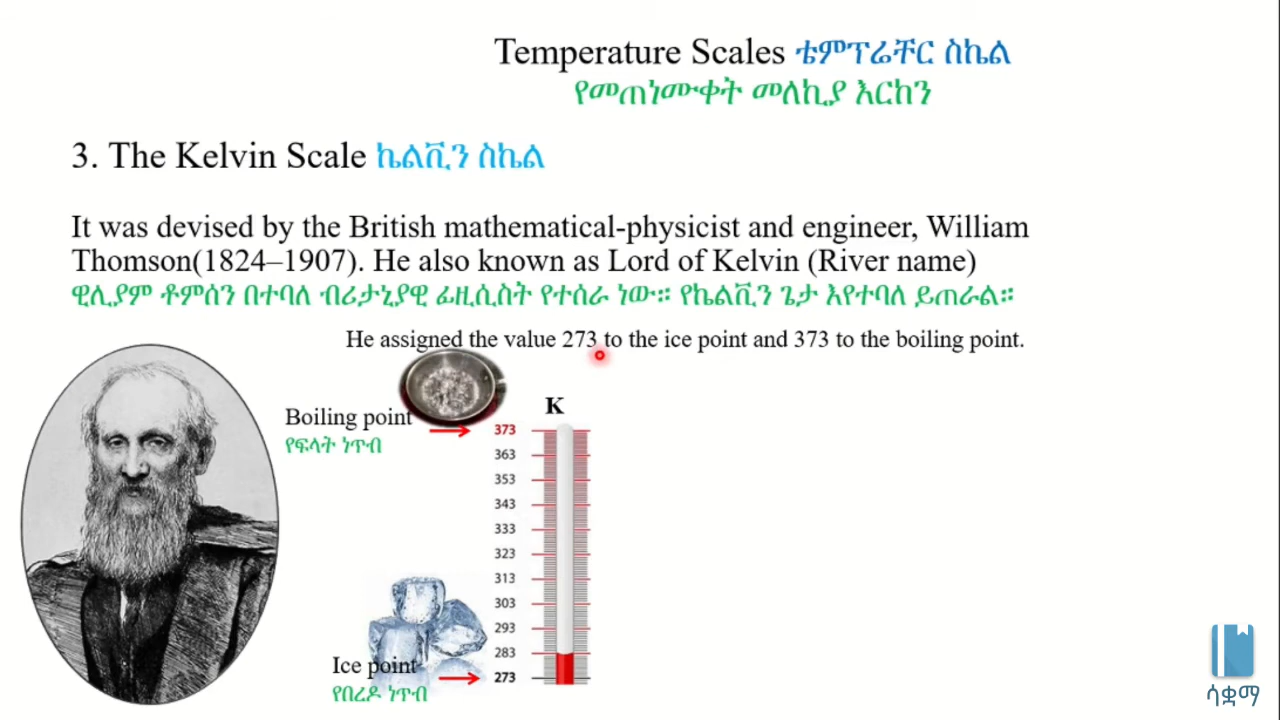 Temperature Scales ቴምፕሬቸር ስኬል
የመጠነሙቀት መለኪያ እርከን
3. The Kelvin Scale ኬልቪን ስኬል
It was devised by the British mathematical-physicist and engineer, William
Thomson(1824–1907). He also known as Lord of Kelvin (River name)
ዊሊያም ቶምሰን በተባለ ብሪታኒያዊ ፊዚሲስት የተሰራ ነው። የኬልቪን ጌታ እየተባለ ይጠራል።
He assigned the value 273 to the ice point and 373 to the boiling point.
K
Boiling point
የፍላት ነጥብ
373
363
353
343
333
323
313
303
293
283
273
Ice point
የበረዶ ነጥብ
ሳቋማ